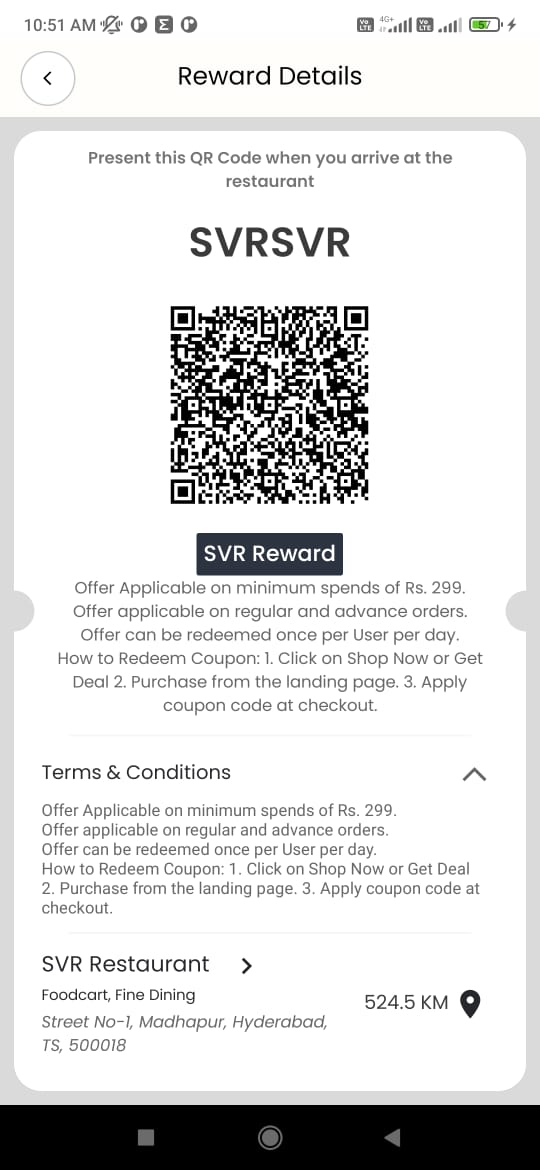 10:51 AM
Vo LTE 4G+ Vo LTE 57
Reward Details
Present this QR Code when you arrive at the
restaurant
SVRSVR
SVR Reward
Offer Applicable on minimum spends of Rs. 299.
Offer applicable on regular and advance orders.
Offer can be redeemed once per User per day.
How to Redeem Coupon: 1. Click on Shop Now or Get
Deal 2. Purchase from the landing page. 3. Apply
coupon code at checkout.
Terms & Conditions
Offer Applicable on minimum spends of Rs. 299.
Offer applicable on regular and advance orders.
Offer can be redeemed once per User per day.
How to Redeem Coupon: 1. Click on Shop Now or Get Deal
2. Purchase from the landing page. 3. Apply coupon code at
checkout.
SVR Restaurant
Foodcart, Fine Dining
524.5 KM
Street No-1, Madhapur, Hyderabad,
TS, 500018